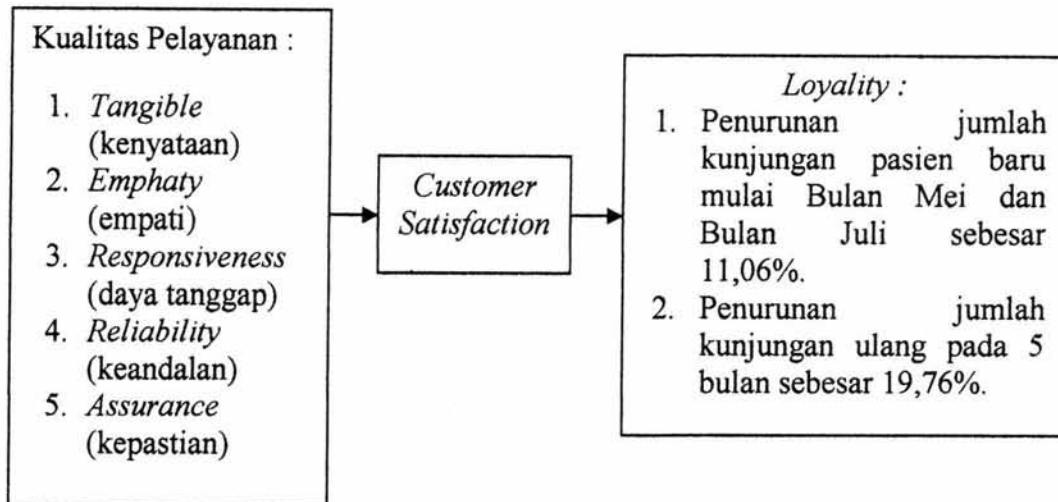 Kualitas Pelayanan :
1. Tangible
(kenyataan)
2. Emphaty
(empati)
3. Responsiveness
(daya tanggap)
4. Reliability
(keandalan)
5. Assurance
(kepastian)
Customer
Satisfaction
Loyality :
1. Penurunan jumlah
kunjungan pasien baru
mulai Bulan Mei dan
Bulan Juli sebesar
11,06%.
2. Penurunan jumlah
kunjungan ulang pada 5
bulan sebesar 19,76%.